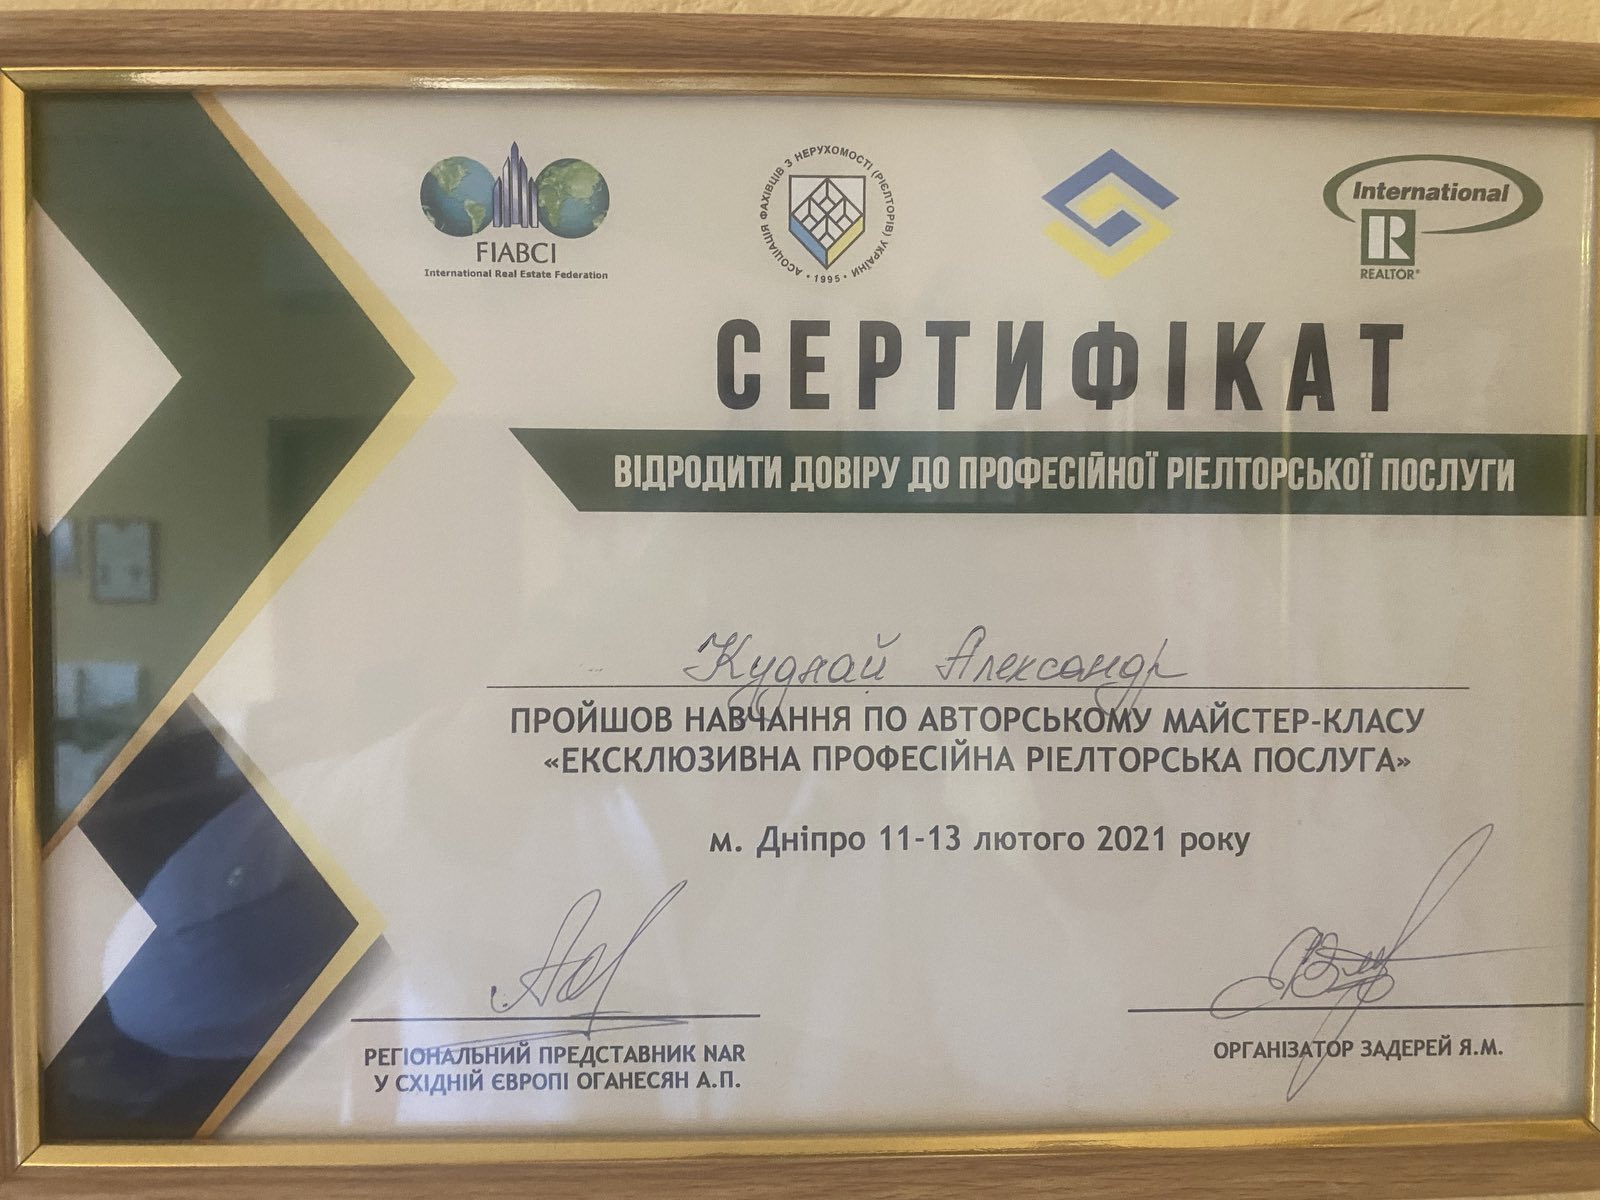 FIABCI
International Real Estate Federation
АСОЦІАЦІЯ ФАХІВЦІВ З НЕРУХОМОСТІ (РІЄЛТОРІВ) УКРАЇНИ
• 1995 •
International
R
REALTOR®
СЕРТИФІКАТ
ВІДРОДИТИ ДОВІРУ ДО ПРОФЕСІЙНОЇ РІЕЛТОРСЬКОЇ ПОСЛУГИ
Александр
ПРОЙШОВ НАВЧАННЯ ПО АВТОРСЬКОМУ МАЙСТЕР-КЛАСУ
«ЕКСКЛЮЗИВНА ПРОФЕСІЙНА РІЕЛТОРСЬКА ПОСЛУГА»
м. Дніпро 11-13 лютого 2021 року
РЕГІОНАЛЬНИЙ ПРЕДСТАВНИК NAR
У СХІДНІЙ ЄВРОПІ ОГАНЕСЯН А.П.
ОРГАНІЗАТОР ЗАДЕРЕЙ Я.М.